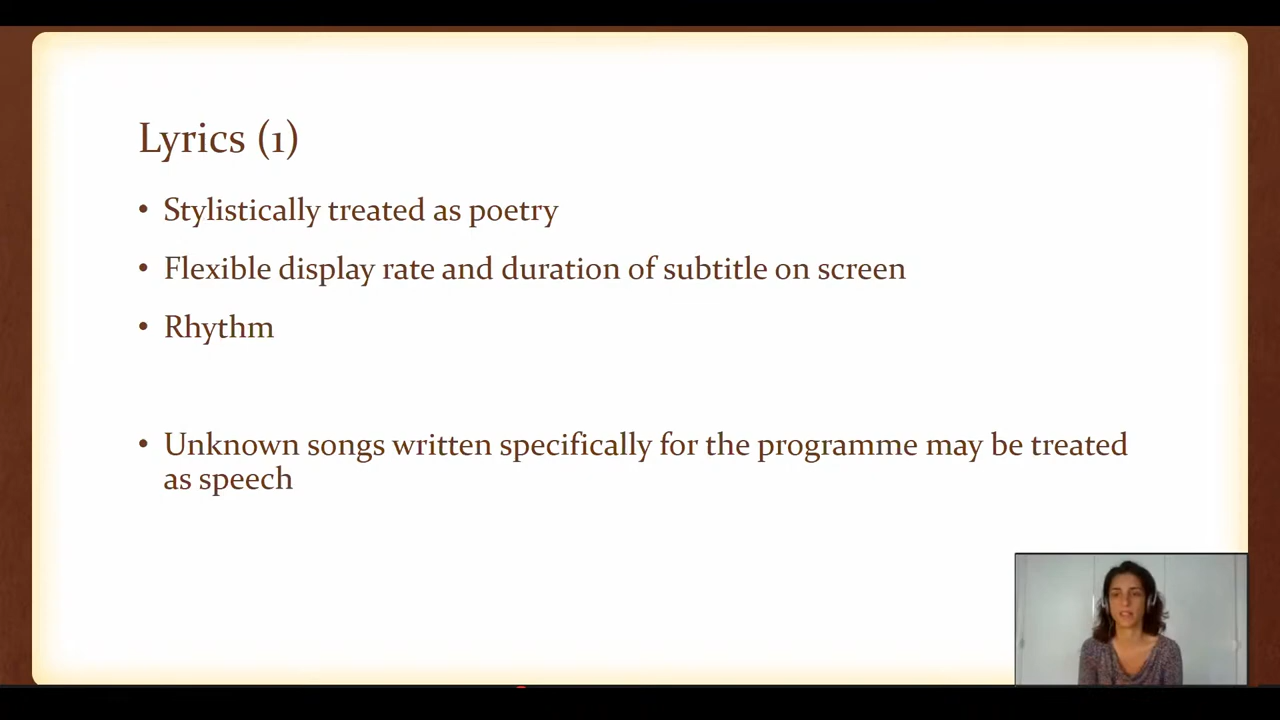 Lyrics (1)
• Stylistically treated as poetry
• Flexible display rate and duration of subtitle on screen
• Rhythm
• Unknown songs written specifically for the programme may be treated
as speech